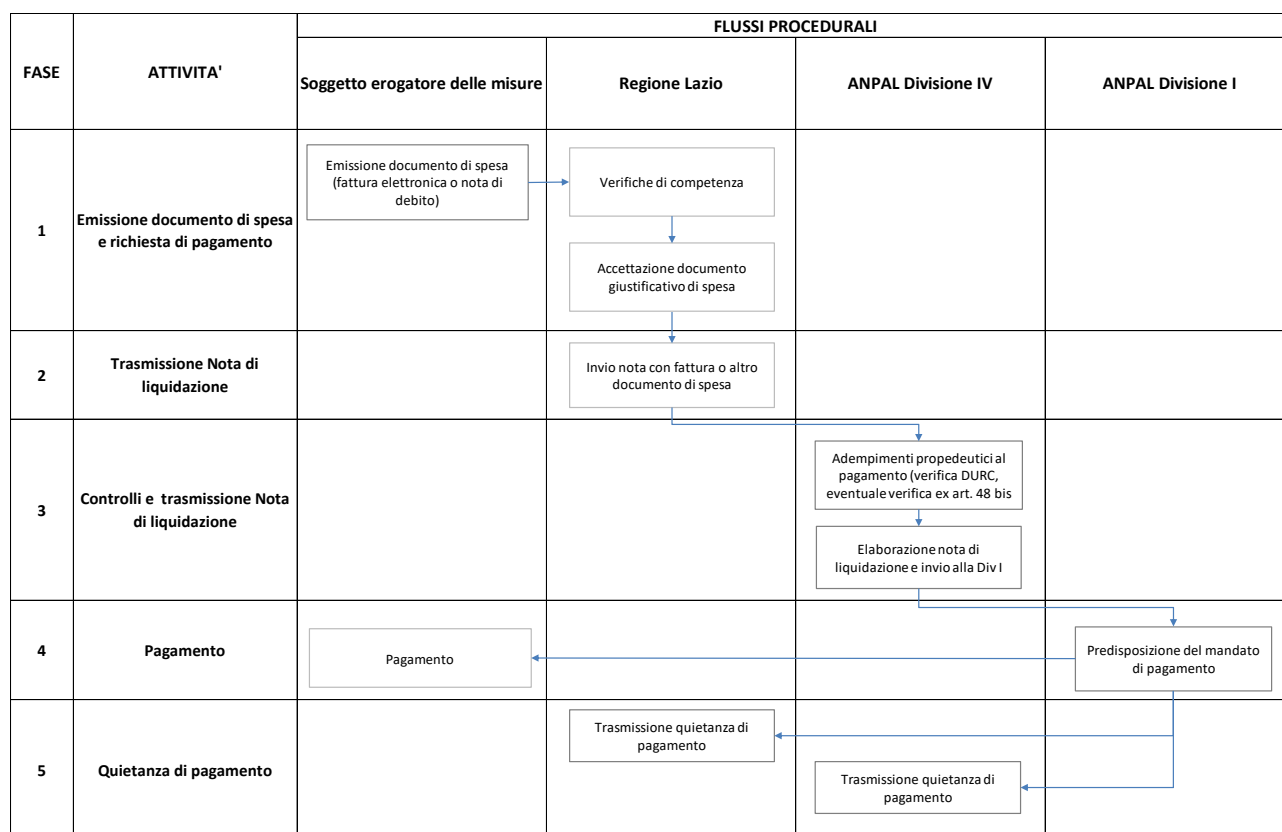 FLUSSI PROCEDURALI
FASE
ATTIVITA'
Soggetto erogatore delle misure
Regione Lazio
ANPAL Divisione IV
ANPAL Divisione I
1
Emissione documento di spesa
e richiesta di pagamento
Emissione documento di spesa
(fattura elettronica o nota di
debito)
Verifiche di competenza
Accettazione documento
giustificativo di spesa
2
Trasmissione Nota di
liquidazione
Invio nota con fattura o altro
documento di spesa
3
Controlli e trasmissione Nota
di liquidazione
Adempimenti propedeutici al
pagamento (verifica DURC,
eventuale verifica ex art. 48 bis
Elaborazione nota di
liquidazione e invio alla Div I
4
Pagamento
Pagamento
Predisposizione del mandato
di pagamento
5
Quietanza di pagamento
Trasmissione quietanza di
pagamento
Trasmissione quietanza di
pagamento